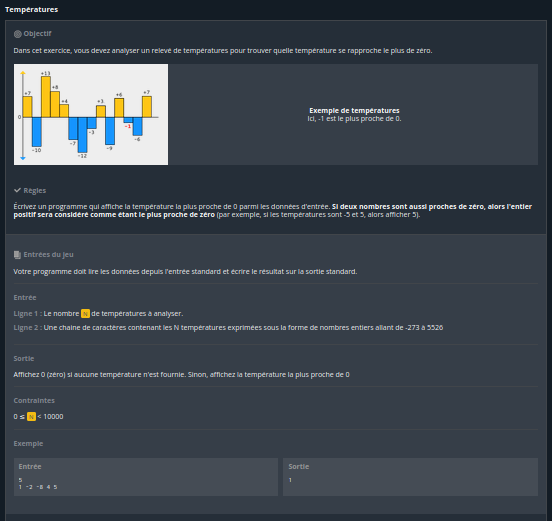 Températures
Objectif
Dans cet exercice, vous devez analyser un relevé de températures pour trouver quelle température se rapproche le plus de zéro.
+13
+7
+8
+4
+3
+6
+7
0
-10
-7
-12
-3
-9
-1
-6
Exemple de températures
Ici, -1 est le plus proche de 0.
Règles
Écrivez un programme qui affiche la température la plus proche de 0 parmi les données d'entrée. Si deux nombres sont aussi proches de zéro, alors l'entier
positif sera considéré comme étant le plus proche de zéro (par exemple, si les températures sont -5 et 5, alors afficher 5).
Entrées du jeu
Votre programme doit lire les données depuis l'entrée standard et écrire le résultat sur la sortie standard.
Entrée
Ligne 1 : Le nombre N de températures à analyser.
Ligne 2 : Une chaine de caractères contenant les N températures exprimées sous la forme de nombres entiers allant de -273 à 5526
Sortie
Affichez 0 (zéro) si aucune température n'est fournie. Sinon, affichez la température la plus proche de 0
Contraintes
0 ≤ N < 10000
Exemple
Entrée
5
1 -2 -8 4 5
Sortie
1